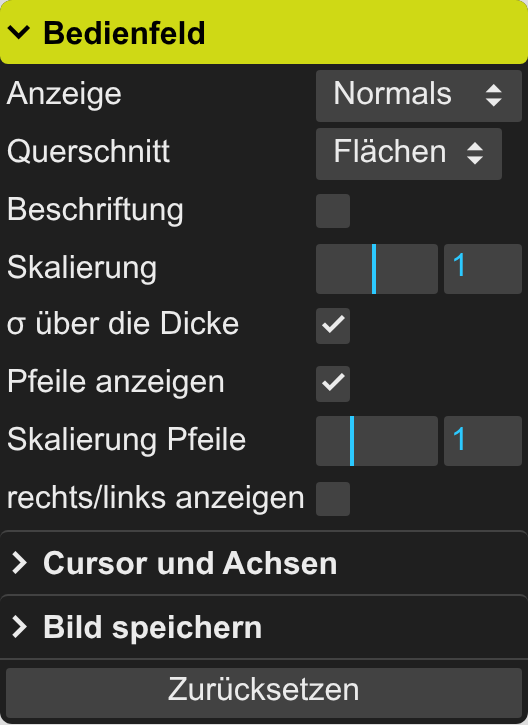 Bedienfeld
Anzeige Normals
Querschnitt Flächen
Beschriftung
Skalierung 1
σ über die Dicke
Pfeile anzeigen
Skalierung Pfeile 1
rechts/links anzeigen
Cursor und Achsen
Bild speichern
Zurücksetzen